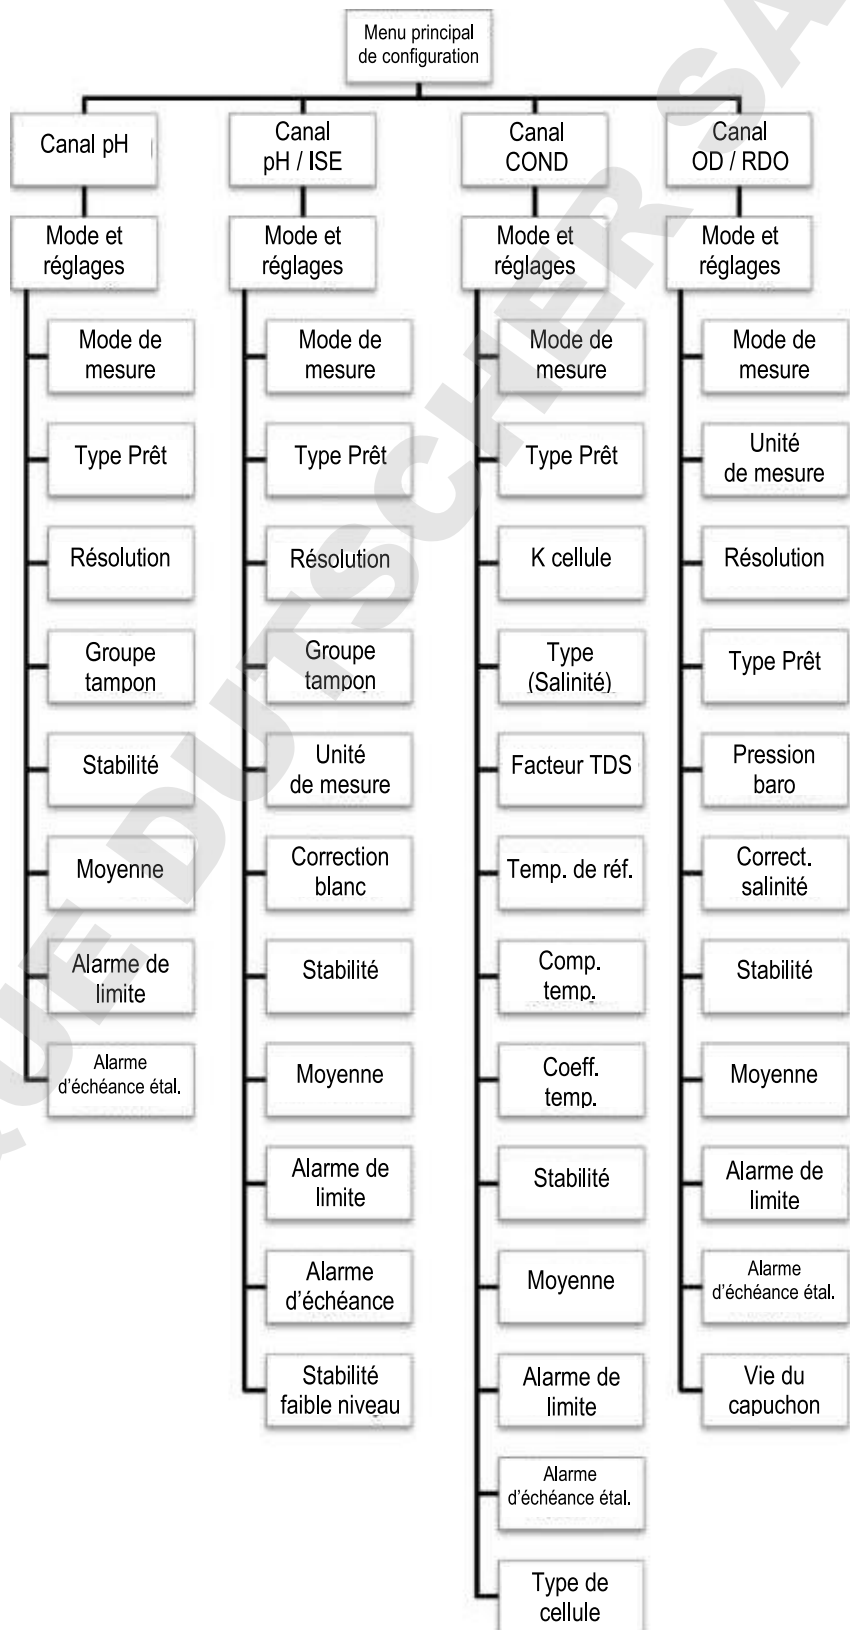 Menu principal
de configuration
Canal pH
Canal
pH / ISE
Canal
COND
Canal
OD / RDO
Mode et
réglages
Mode et
réglages
Mode et
réglages
Mode et
réglages
Mode de
mesure
Type Prêt
Résolution
Groupe
tampon
Stabilité
Moyenne
Alarme de
limite
Alarme
d'échéance étal.
Mode de
mesure
Type Prêt
Résolution
Groupe
tampon
Unité
de mesure
Correction
blanc
Stabilité
Moyenne
Alarme de
limite
Alarme
d'échéance
Stabilité
faible niveau
Mode de
mesure
Type Prêt
K cellule
Type
(Salinité)
Facteur TDS
Temp. de réf.
Comp.
temp.
Coeff.
temp.
Stabilité
Moyenne
Alarme de
limite
Alarme
d'échéance étal.
Type de
cellule
Mode de
mesure
Unité
de mesure
Résolution
Type Prêt
Pression
baro
Correct.
salinité
Stabilité
Moyenne
Alarme de
limite
Alarme
d'échéance étal.
Vie du
capuchon
QUE DUTSCHER SA